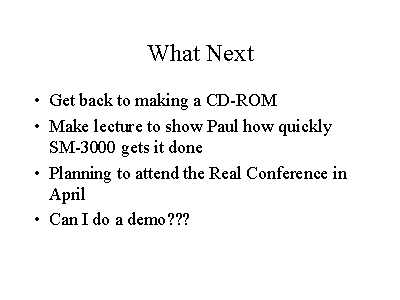 What Next
• Get back to making a CD-ROM
• Make lecture to show Paul how quickly
SM-3000 gets it done
• Planning to attend the Real Conference in
April
• Can I do a demo???